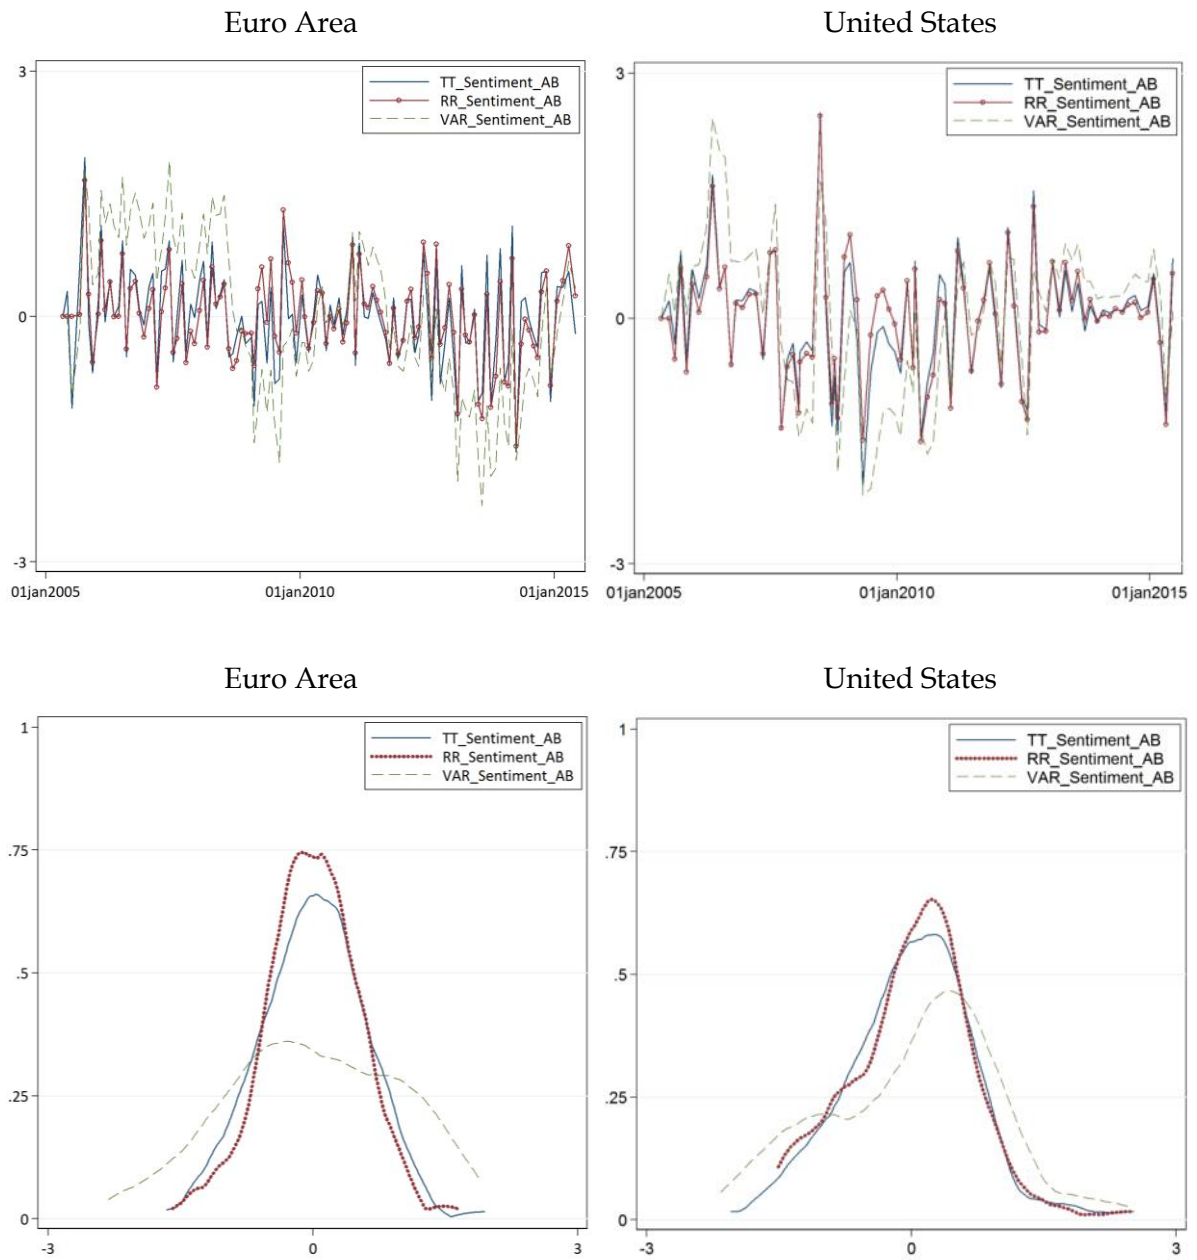 Euro Area
United States
3
TT_Sentiment_AB
RR_Sentiment_AB
VAR_Sentiment_AB
0
-3
01jan2005
01jan2010
01jan2015
3
TT_Sentiment_AB
RR_Sentiment_AB
VAR_Sentiment_AB
0
-3
01jan2005
01jan2010
01jan2015
Euro Area
United States
1
TT_Sentiment_AB
RR_Sentiment_AB
VAR_Sentiment_AB
.75
.5
.25
0
-3
0
3
1
TT_Sentiment_AB
RR_Sentiment_AB
VAR_Sentiment_AB
.75
.5
.25
0
-3
0
3